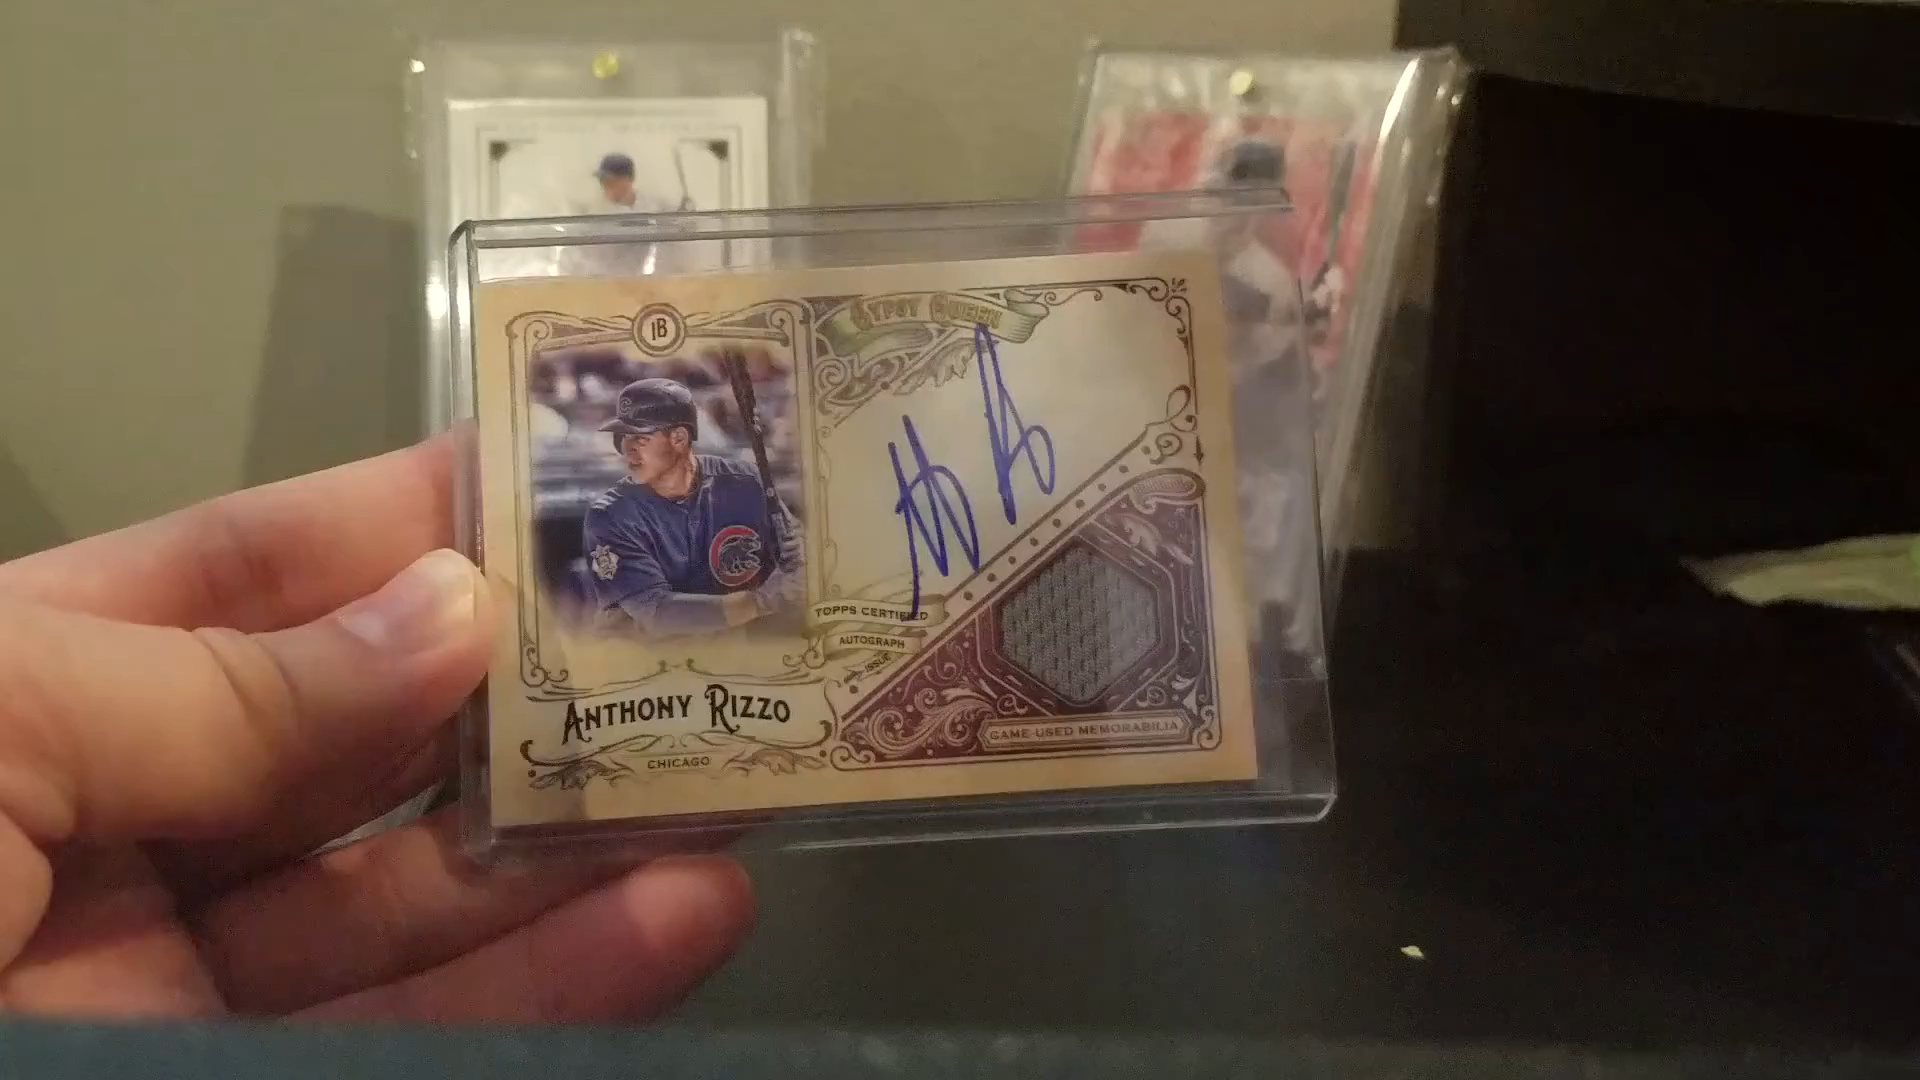 1B
GYPSY QUEEN
TOPPS CERTIFIED
AUTOGRAPH
ISSUE
ANTHONY RIZZO
CHICAGO
GAME-USED MEMORABILIA